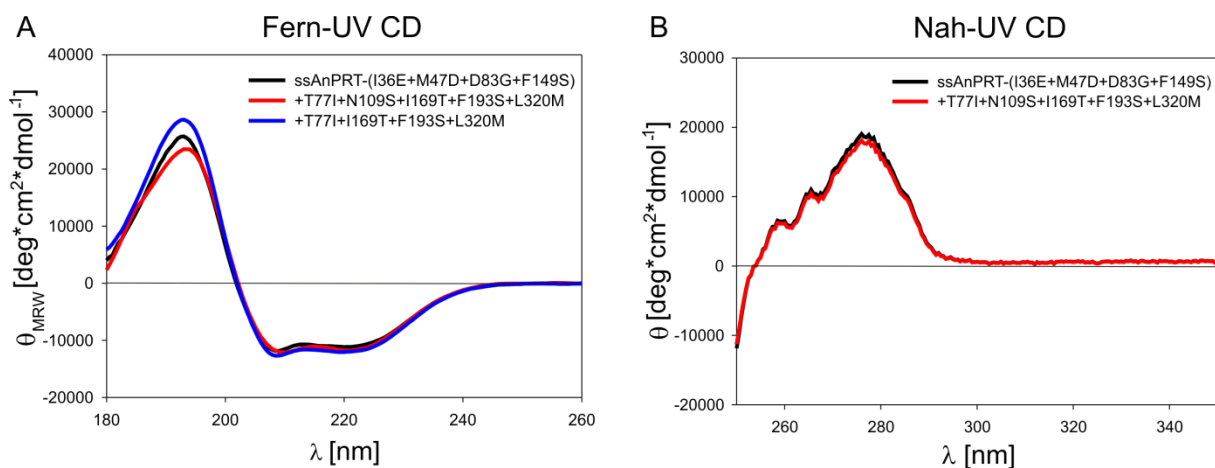 A
Fern-UV CD
40000
30000
20000
10000
0
-10000
-20000
θMRW [deg*cm²*dmol⁻¹]
ssAnPRT-(I36E+M47D+D83G+F149S)
+T77I+N109S+I169T+F193S+L320M
+T77I+I169T+F193S+L320M
180
200
220
240
260
λ [nm]
B
Nah-UV CD
30000
20000
10000
0
-10000
-20000
θ [deg*cm²*dmol⁻¹]
ssAnPRT-(I36E+M47D+D83G+F149S)
+T77I+N109S+I169T+F193S+L320M
260
280
300
320
340
λ [nm]